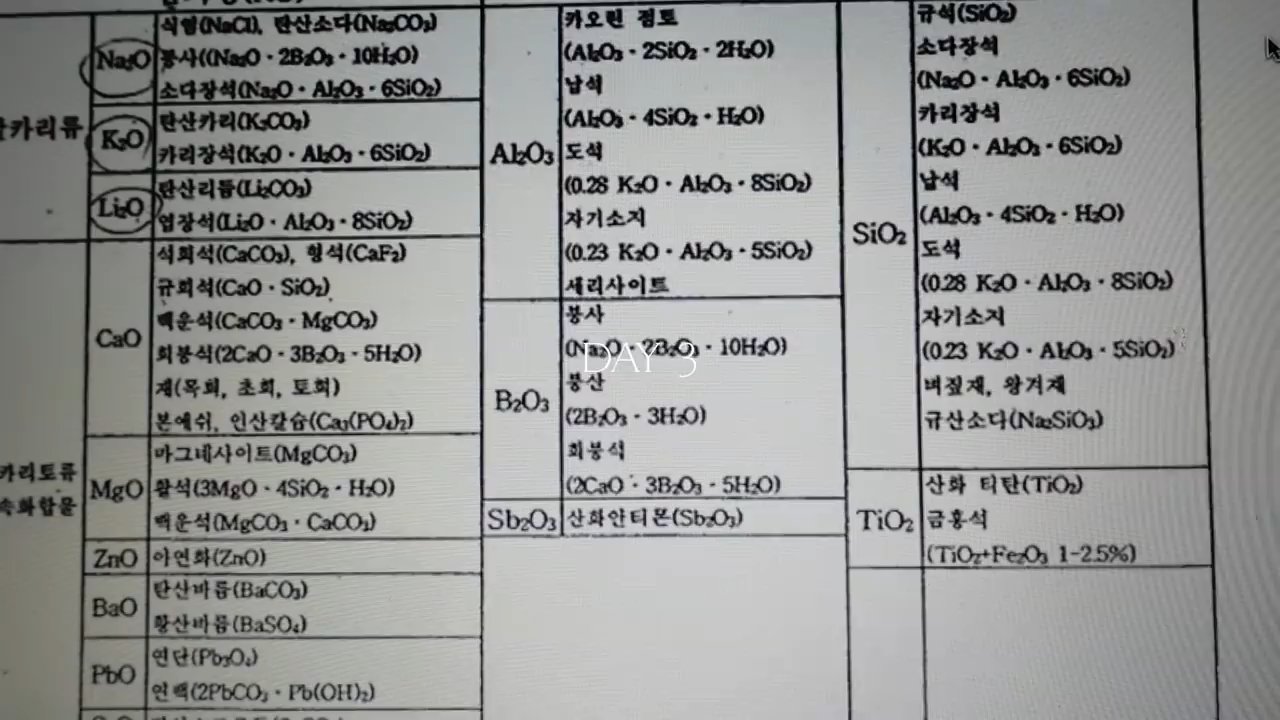 카리류
Na₂O
식염(NaCl), 탄산소다(Na₂CO₃)
붕사((Na₂O · 2B₂O₃ · 10H₂O)
소다장석(Na₂O · Al₂O₃ · 6SiO₂)
K₂O
탄산카리(K₂CO₃)
카리장석(K₂O · Al₂O₃ · 6SiO₂)
Li₂O
탄산리튬(Li₂CO₃)
엽장석(Li₂O · Al₂O₃ · 8SiO₂)
카리토류
속화합물
CaO
석회석(CaCO₃), 형석(CaF₂)
규회석(CaO · SiO₂)
백운석(CaCO₃ · MgCO₃)
회붕석(2CaO · 3B₂O₃ · 5H₂O)
재(목회, 초회, 토회)
본애쉬, 인산칼슘(Ca₃(PO₄)₂)
MgO
마그네사이트(MgCO₃)
활석(3MgO · 4SiO₂ · H₂O)
백운석(MgCO₃ · CaCO₃)
ZnO
아연화(ZnO)
BaO
탄산바륨(BaCO₃)
황산바륨(BaSO₄)
PbO
연단(Pb₃O₄)
연백(2PbCO₃ · Pb(OH)₂)
Al₂O₃
카오린 점토
(Al₂O₃ · 2SiO₂ · 2H₂O)
납석
(Al₂O₃ · 4SiO₂ · H₂O)
도석
(0.28 K₂O · Al₂O₃ · 8SiO₂)
자기소지
(0.23 K₂O · Al₂O₃ · 5SiO₂)
세리사이트
B₂O₃
붕사
(Na₂O · 2B₂O₃ · 10H₂O)
DAY 3
붕산
(2B₂O₃ · 3H₂O)
회붕석
(2CaO · 3B₂O₃ · 5H₂O)
Sb₂O₃
산화안티몬(Sb₂O₃)
SiO₂
규석(SiO₂)
소다장석
(Na₂O · Al₂O₃ · 6SiO₂)
카리장석
(K₂O · Al₂O₃ · 6SiO₂)
납석
(Al₂O₃ · 4SiO₂ · H₂O)
도석
(0.28 K₂O · Al₂O₃ · 8SiO₂)
자기소지
(0.23 K₂O · Al₂O₃ · 5SiO₂)
벼짚재, 왕겨재
규산소다(Na₂SiO₃)
TiO₂
산화 티탄(TiO₂)
금홍석
(TiO₂+Fe₂O₃ 1-2.5%)